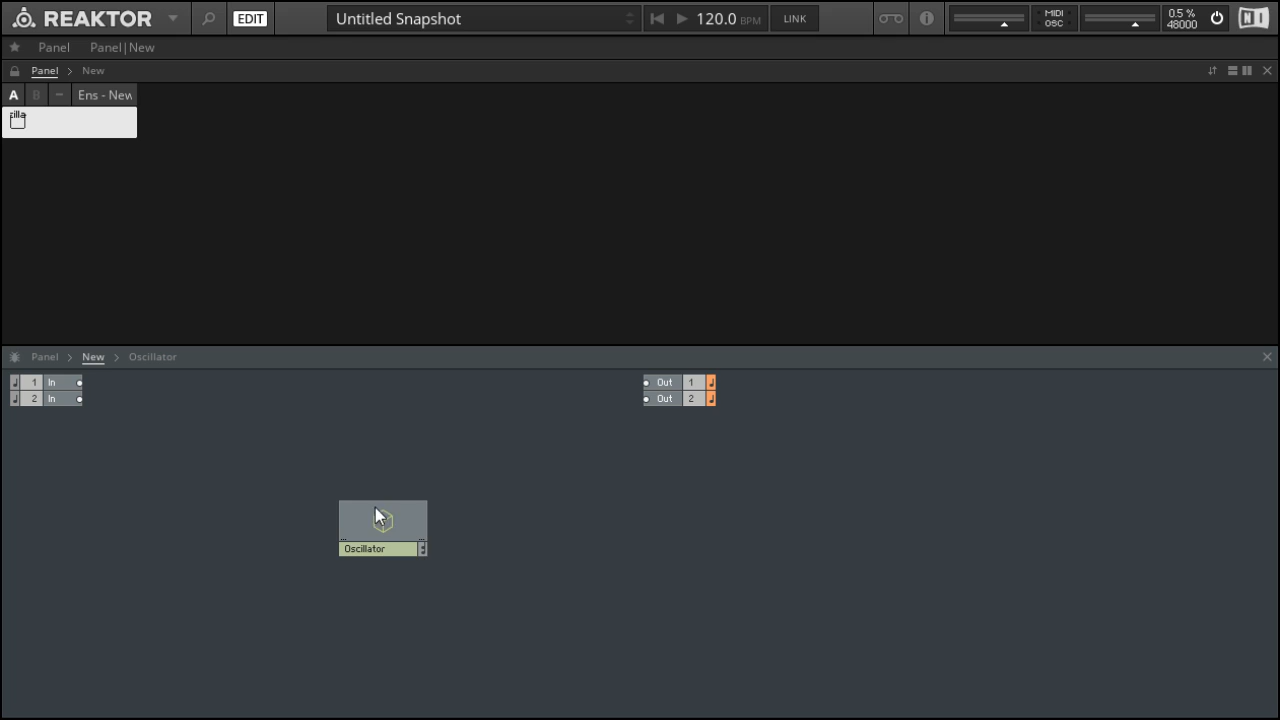 REAKTOR EDIT Untitled Snapshot 120.0 BPM LINK MIDI OSC 0.5 % 48000
Panel Panel|New
Panel > New
A B Ens - New
Panel > New > Oscillator
1 In Out 1
2 In Out 2
Oscillator